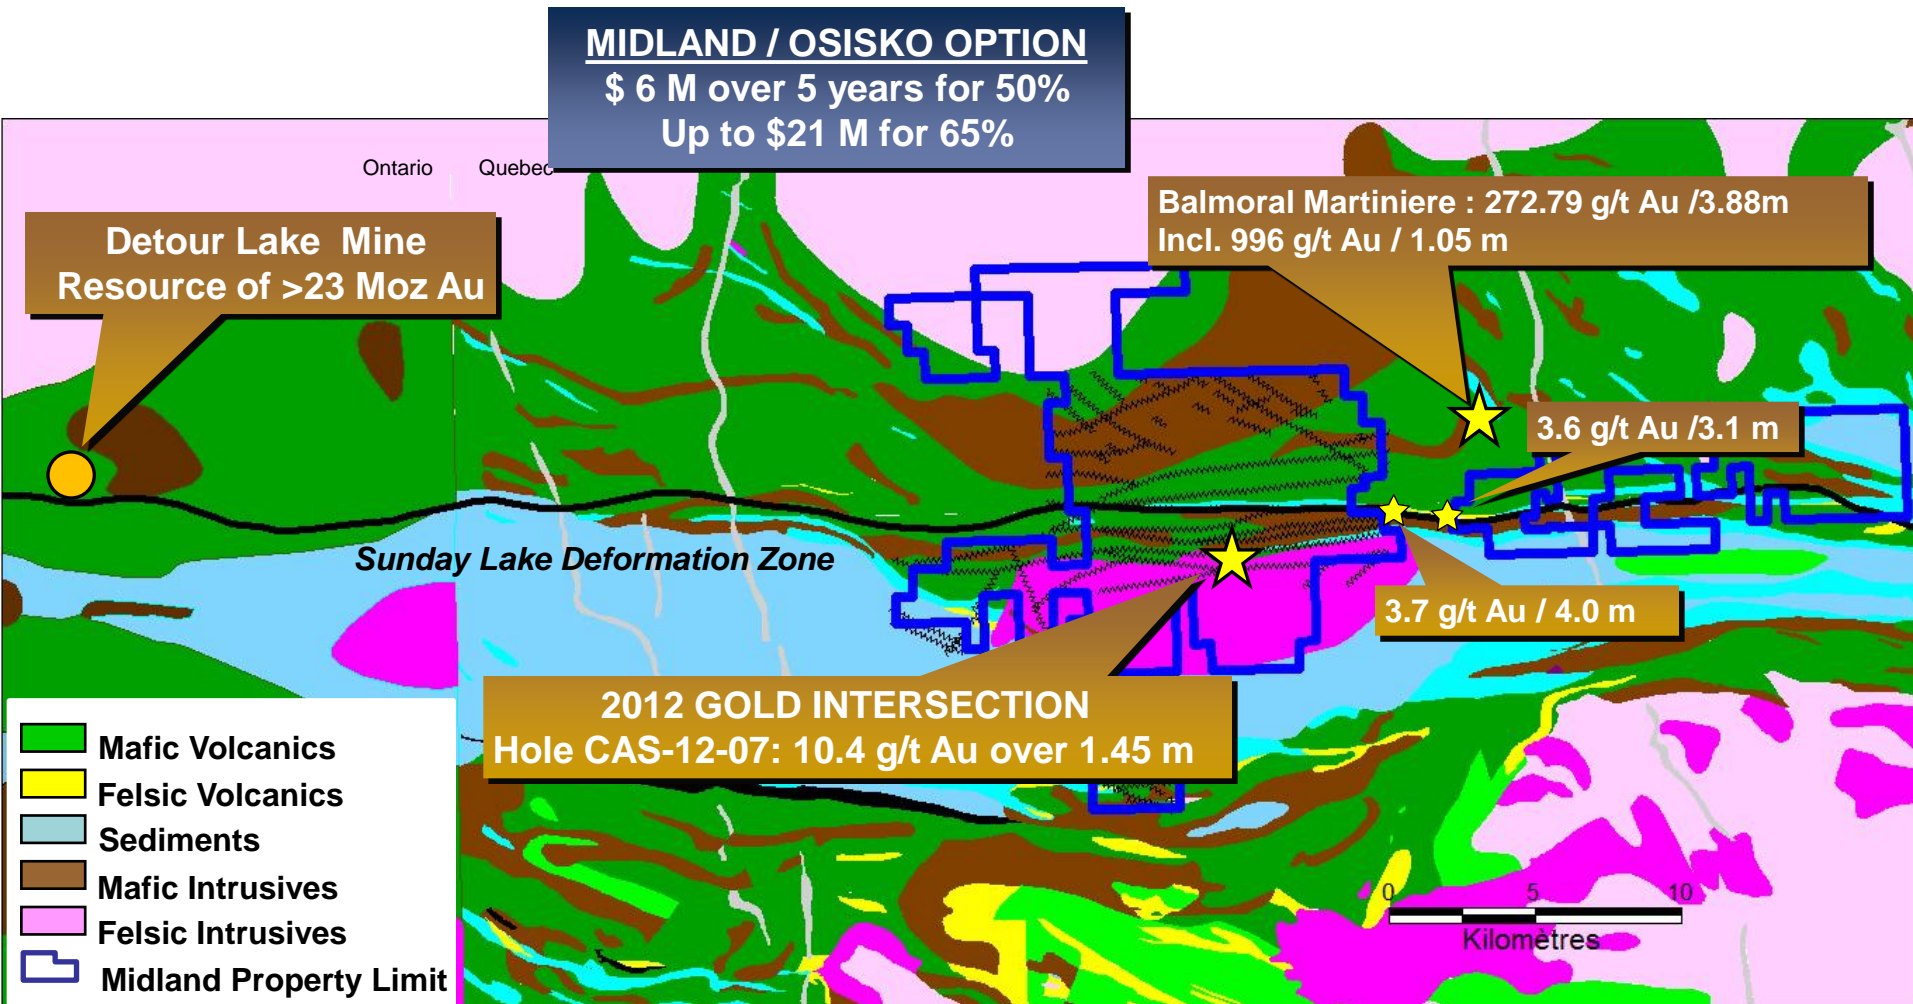 MIDLAND / OSISKO OPTION
$ 6 M over 5 years for 50%
Up to $21 M for 65%
Ontario Quebec
Balmoral Martiniere : 272.79 g/t Au /3.88m
Incl. 996 g/t Au / 1.05 m
Detour Lake Mine
Resource of >23 Moz Au
3.6 g/t Au /3.1 m
Sunday Lake Deformation Zone
3.7 g/t Au / 4.0 m
2012 GOLD INTERSECTION
Hole CAS-12-07: 10.4 g/t Au over 1.45 m
Mafic Volcanics
Felsic Volcanics
Sediments
Mafic Intrusives
Felsic Intrusives
Midland Property Limit
0 5 10
Kilomètres